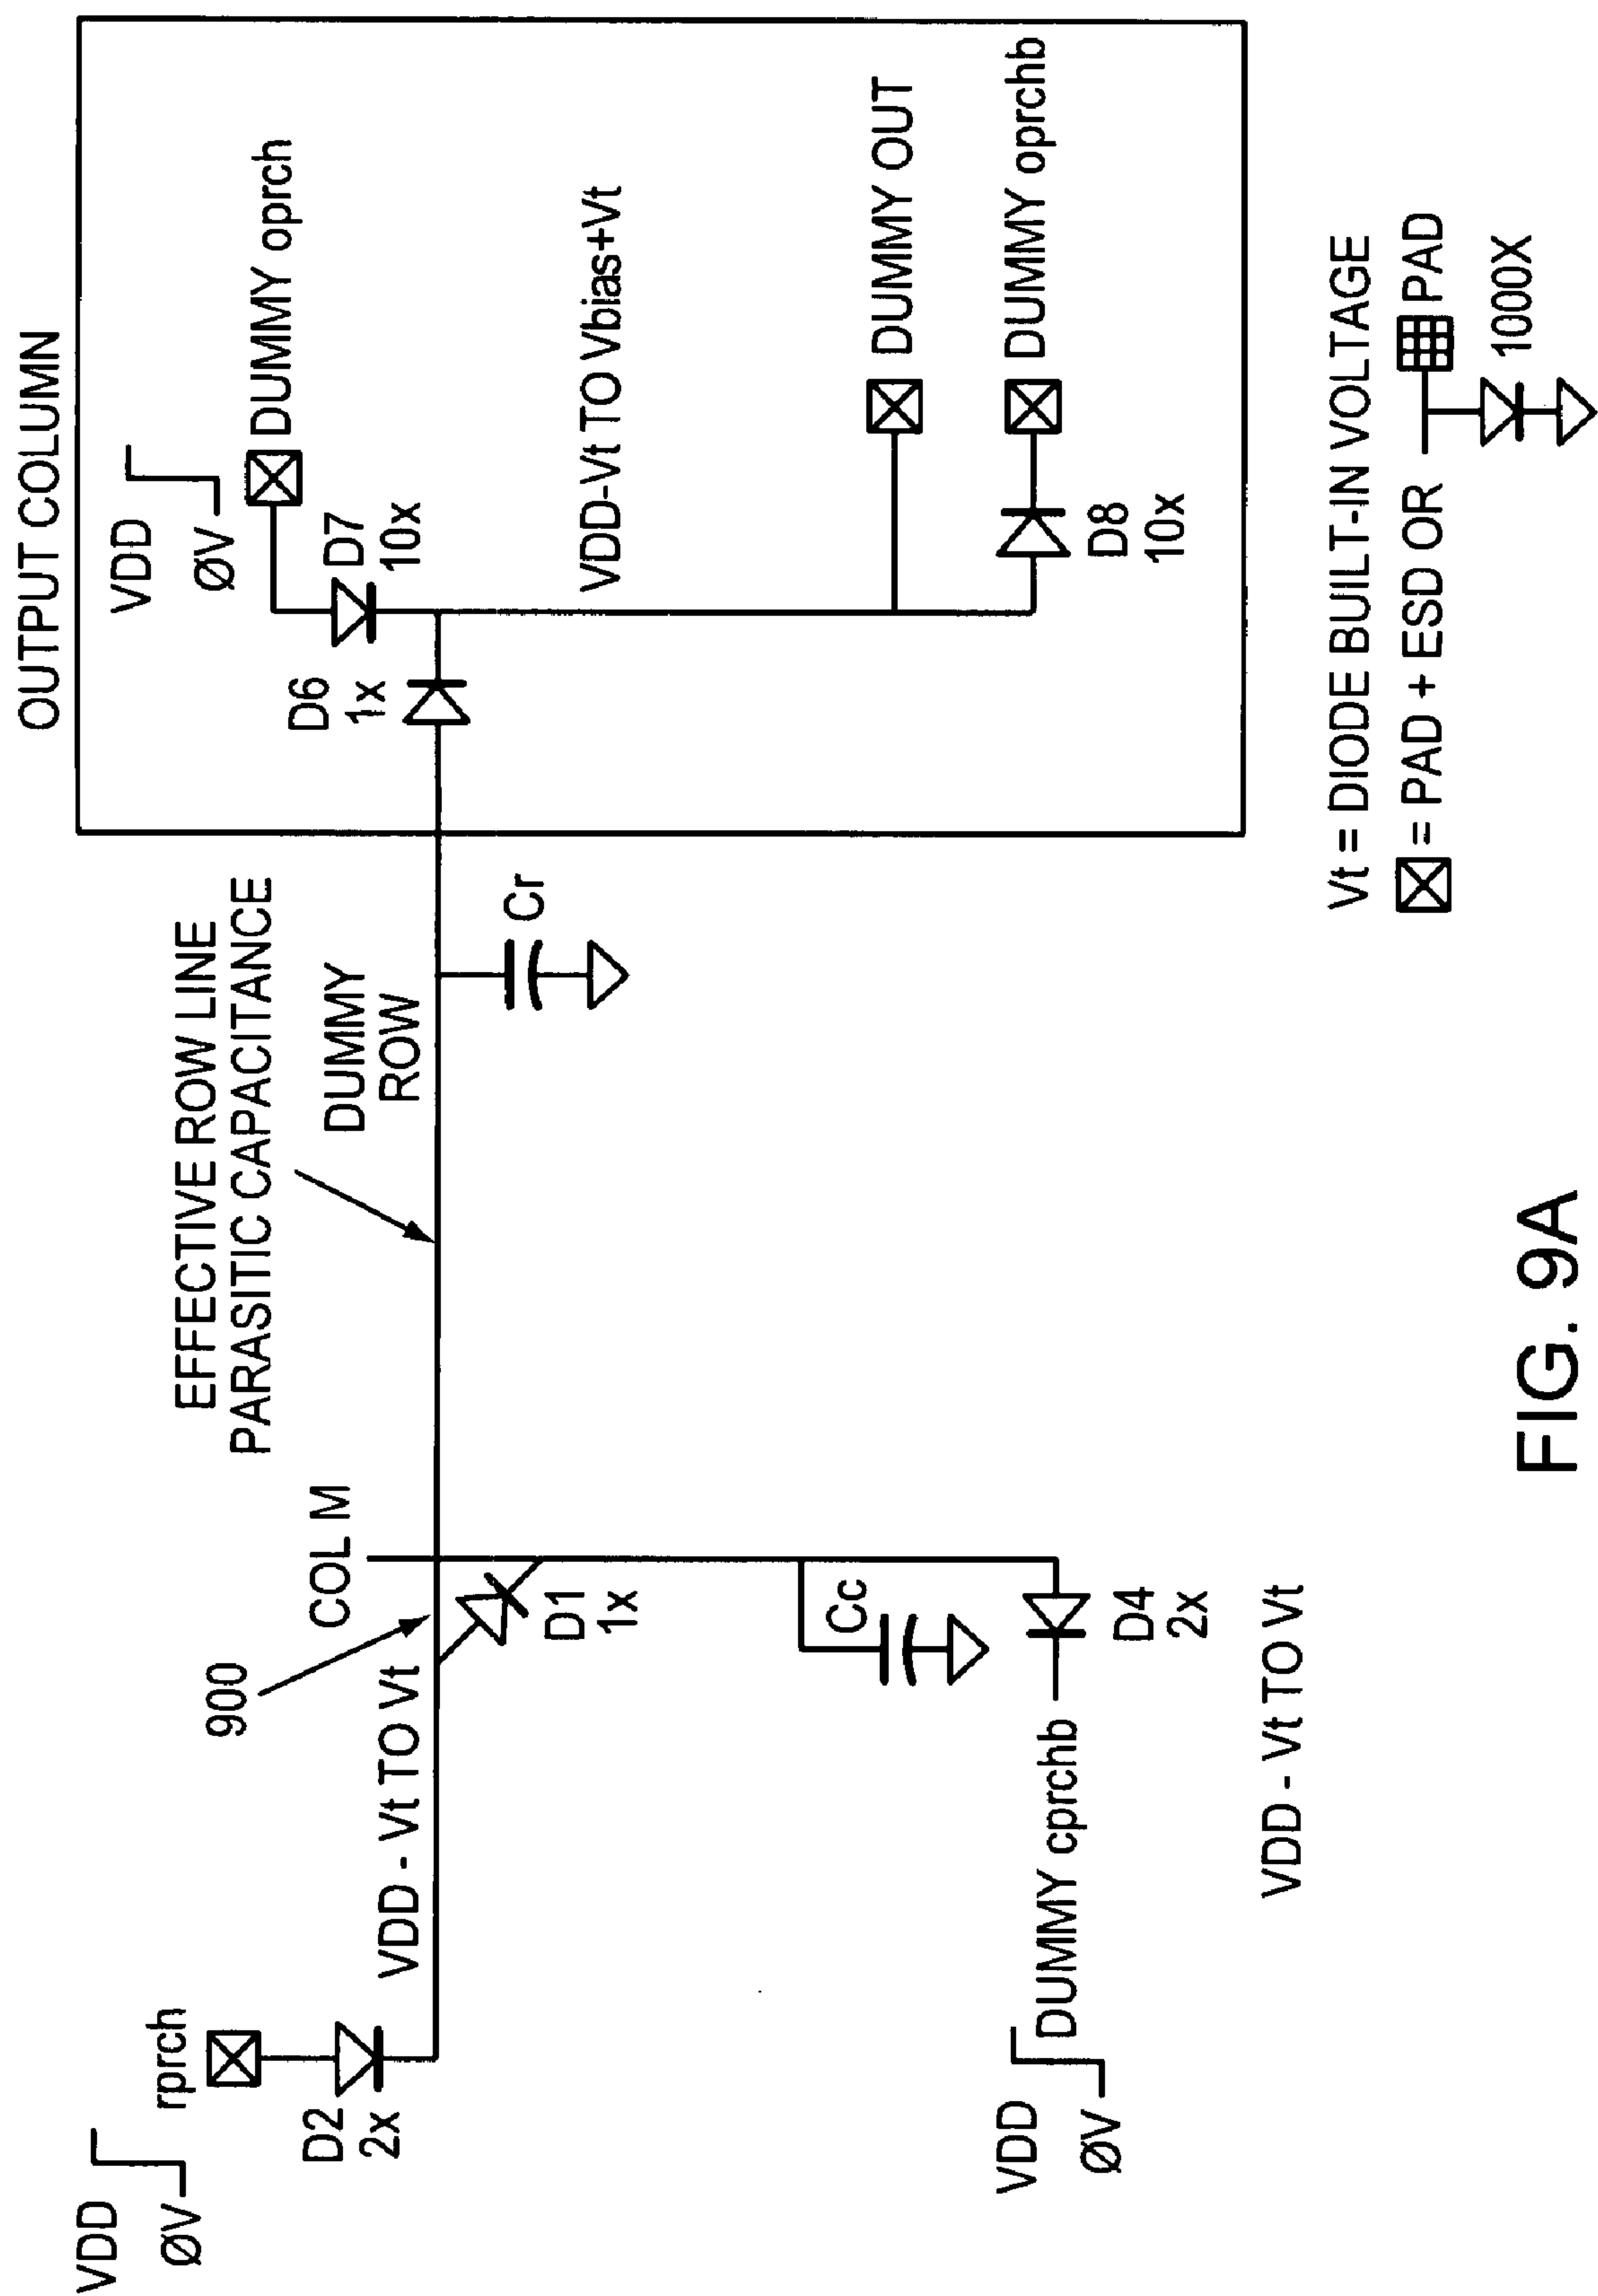 OUTPUT COLUMN
VDD
ØV
rprch
D2
2x
VDD - Vt TO Vt
900
COL M
D1
1x
EFFECTIVE ROW LINE
PARASITIC CAPACITANCE
DUMMY
ROW
Cr
D6
1x
VDD
ØV
DUMMY oprch
D7
10x
VDD-Vt TO Vbias+Vt
DUMMY OUT
DUMMY oprchb
D8
10x
Cc
VDD
ØV
DUMMY cprchb
D4
2x
VDD - Vt TO Vt
Vt = DIODE BUILT-IN VOLTAGE
= PAD + ESD OR PAD
1000X
FIG. 9A